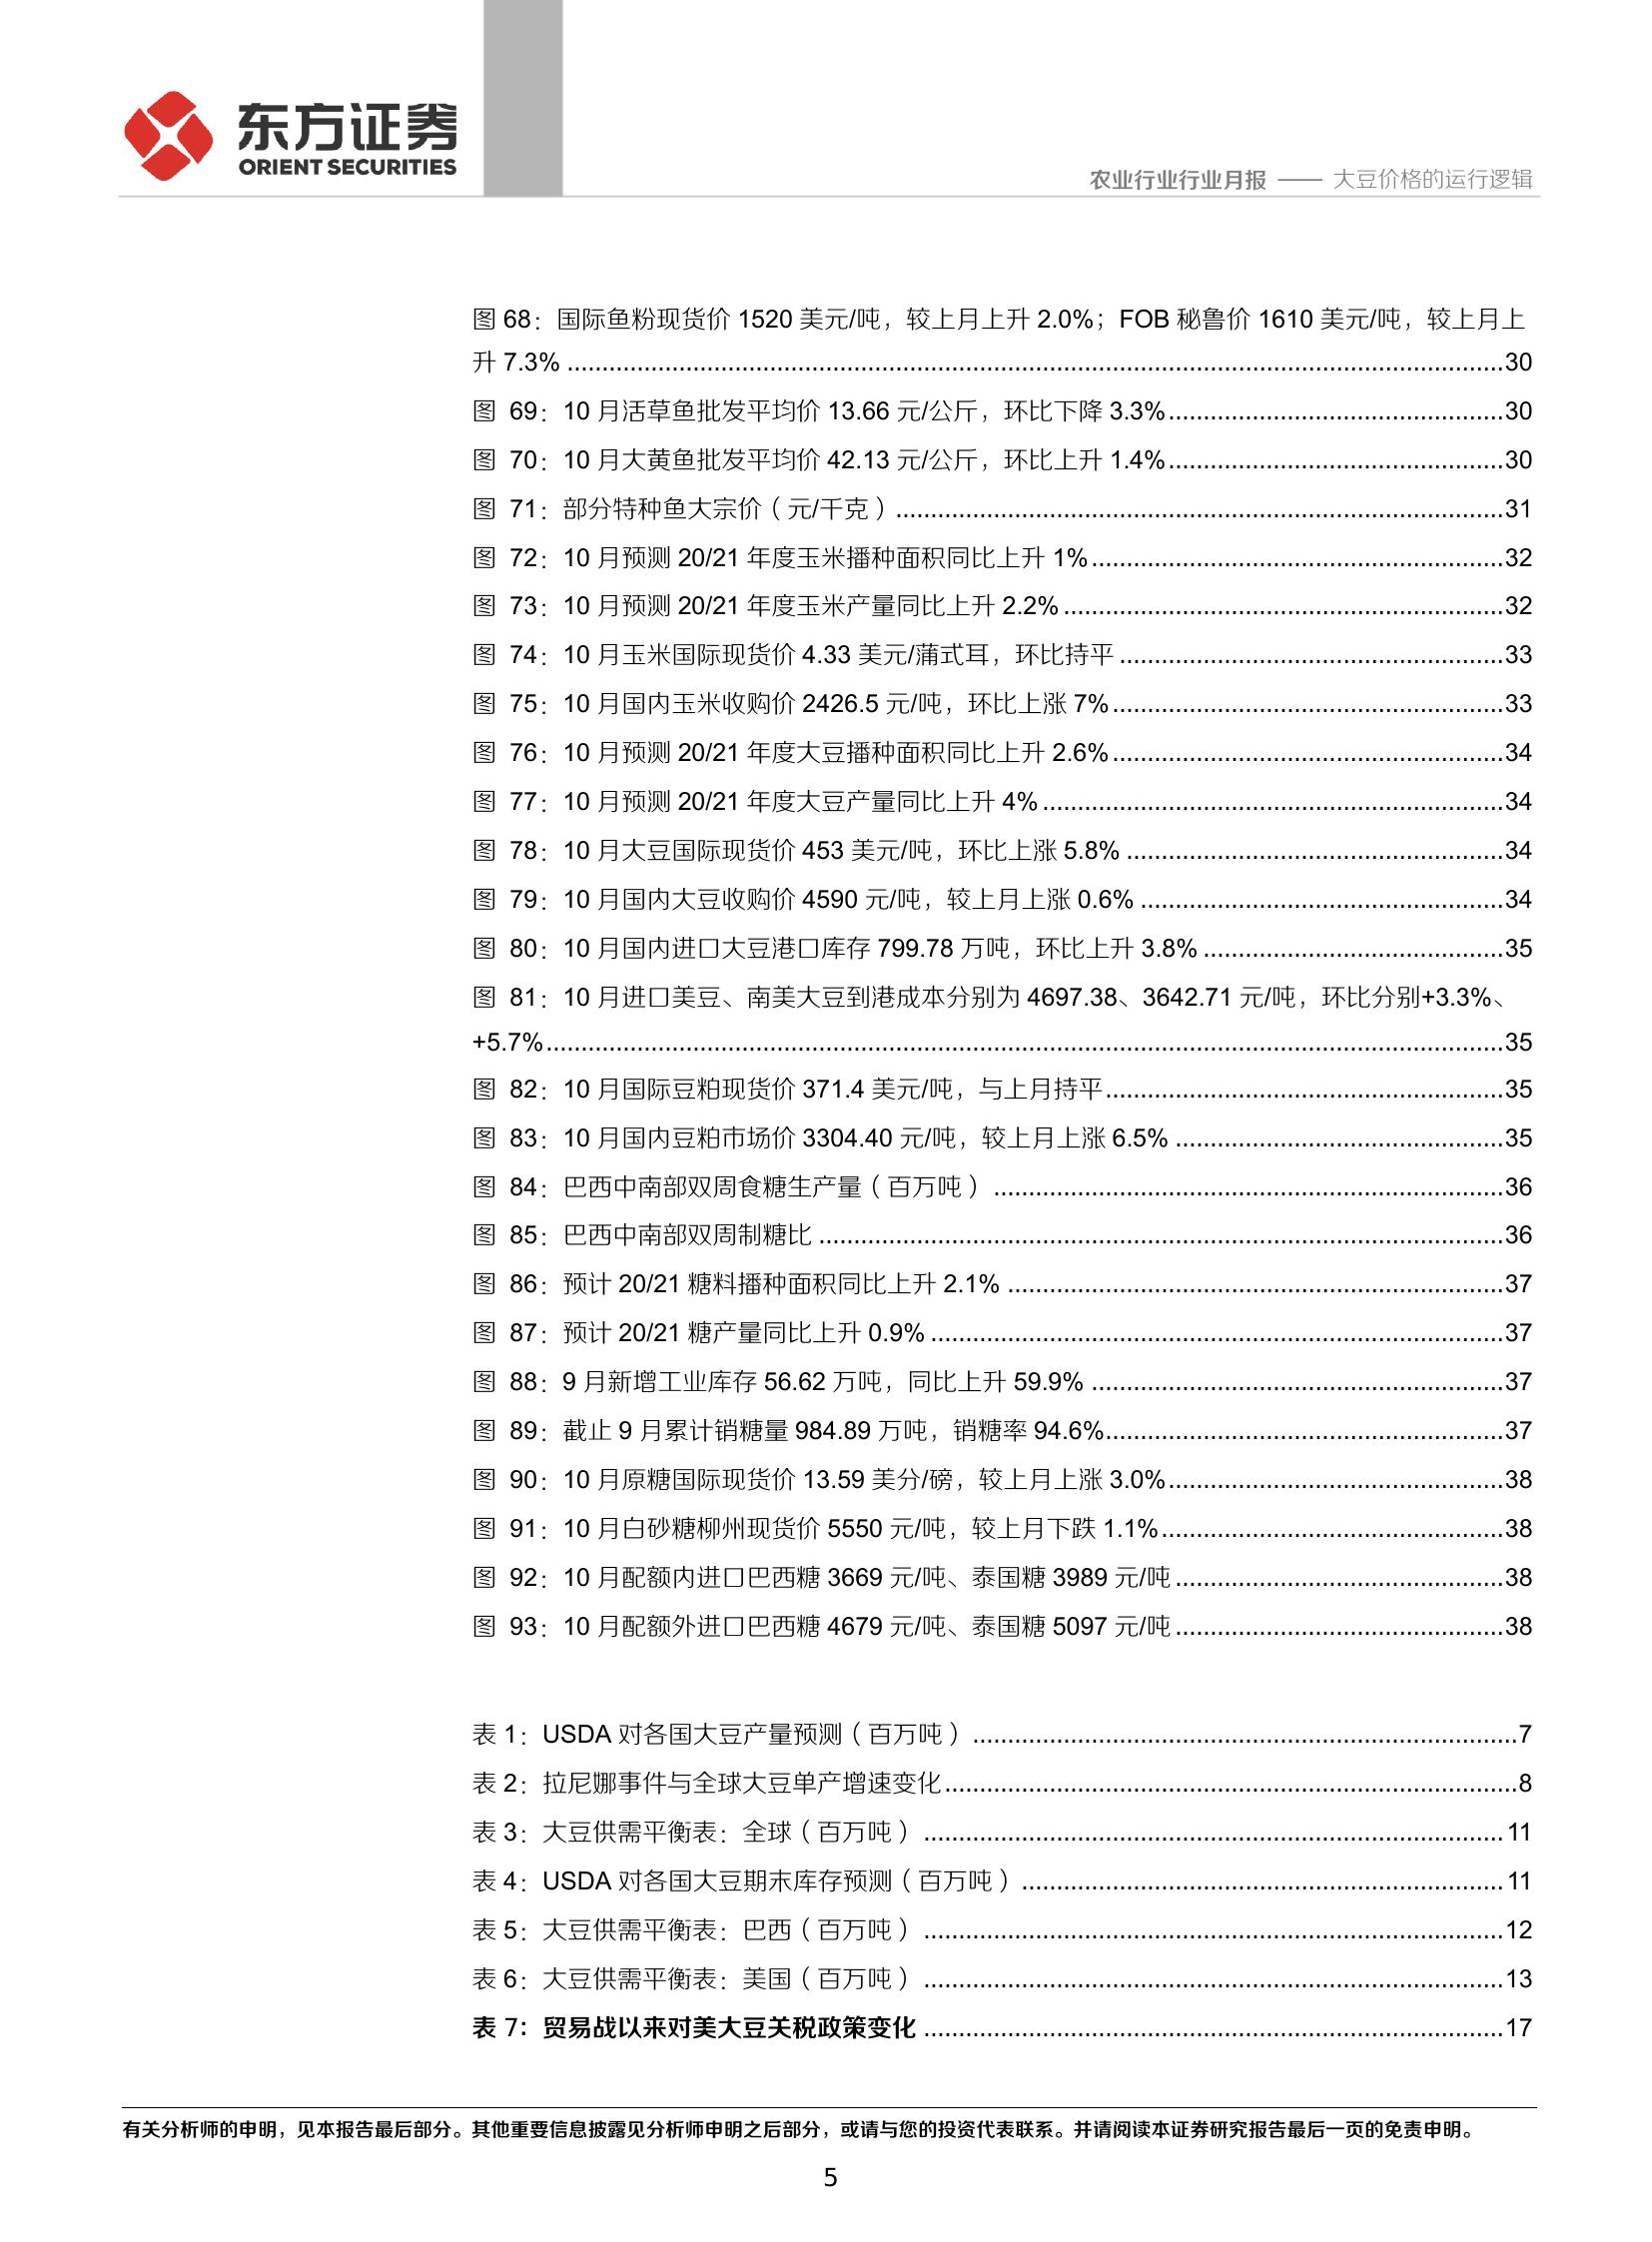 东方证券
ORIENT SECURITIES
农业行业行业月报 —— 大豆价格的运行逻辑
图 68：国际鱼粉现货价 1520 美元/吨，较上月上升 2.0%；FOB 秘鲁价 1610 美元/吨，较上月上
升 7.3% ........................................................................30
图 69：10 月活草鱼批发平均价 13.66 元/公斤，环比下降 3.3%........................30
图 70：10 月大黄鱼批发平均价 42.13 元/公斤，环比上升 1.4%........................30
图 71：部分特种鱼大宗价（元/千克）........................31
图 72：10 月预测 20/21 年度玉米播种面积同比上升 1%........................32
图 73：10 月预测 20/21 年度玉米产量同比上升 2.2%........................32
图 74：10 月玉米国际现货价 4.33 美元/蒲式耳，环比持平........................33
图 75：10 月国内玉米收购价 2426.5 元/吨，环比上涨 7%........................33
图 76：10 月预测 20/21 年度大豆播种面积同比上升 2.6%........................34
图 77：10 月预测 20/21 年度大豆产量同比上升 4%........................34
图 78：10 月大豆国际现货价 453 美元/吨，环比上涨 5.8%........................34
图 79：10 月国内大豆收购价 4590 元/吨，较上月上涨 0.6%........................34
图 80：10 月国内进口大豆港口库存 799.78 万吨，环比上升 3.8%........................35
图 81：10 月进口美豆、南美大豆到港成本分别为 4697.38、3642.71 元/吨，环比分别+3.3%、
+5.7%........................35
图 82：10 月国际豆粕现货价 371.4 美元/吨，与上月持平........................35
图 83：10 月国内豆粕市场价 3304.40 元/吨，较上月上涨 6.5%........................35
图 84：巴西中南部双周食糖生产量（百万吨）........................36
图 85：巴西中南部双周制糖比........................36
图 86：预计 20/21 糖料播种面积同比上升 2.1%........................37
图 87：预计 20/21 糖产量同比上升 0.9%........................37
图 88：9 月新增工业库存 56.62 万吨，同比上升 59.9%........................37
图 89：截止 9 月累计销糖量 984.89 万吨，销糖率 94.6%........................37
图 90：10 月原糖国际现货价 13.59 美分/磅，较上月上涨 3.0%........................38
图 91：10 月白砂糖柳州现货价 5550 元/吨，较上月下跌 1.1%........................38
图 92：10 月配额内进口巴西糖 3669 元/吨、泰国糖 3989 元/吨........................38
图 93：10 月配额外进口巴西糖 4679 元/吨、泰国糖 5097 元/吨........................38
表 1：USDA 对各国大豆产量预测（百万吨）........................7
表 2：拉尼娜事件与全球大豆单产增速变化........................8
表 3：大豆供需平衡表：全球（百万吨）........................11
表 4：USDA 对各国大豆期末库存预测（百万吨）........................11
表 5：大豆供需平衡表：巴西（百万吨）........................12
表 6：大豆供需平衡表：美国（百万吨）........................13
表 7：贸易战以来对美大豆关税政策变化........................17
有关分析师的申明，见本报告最后部分。其他重要信息披露见分析师申明之后部分，或请与您的投资代表联系。并请阅读本证券研究报告最后一页的免责申明。
5